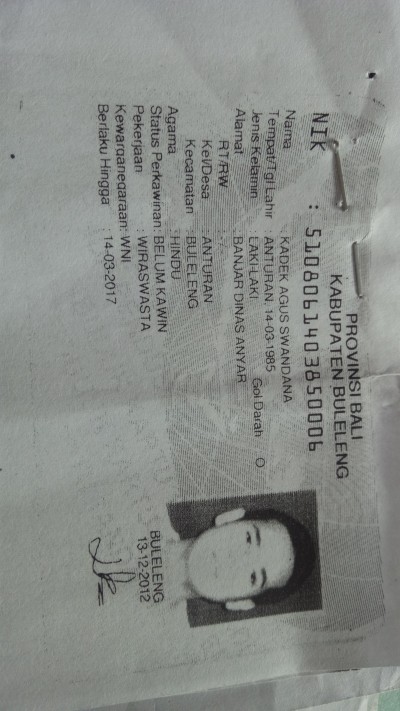 PROVINSI BALI
KABUPATEN BULELENG
NIK : 5108061403850006
Nama : KADEK AGUS SWANDANA
Tempat/Tgl Lahir : ANTURAN, 14-03-1985
Jenis Kelamin : LAKI-LAKI Gol Darah O
Alamat : BANJAR DINAS ANYAR
RT/RW : -/-
Kel/Desa : ANTURAN
Kecamatan : BULELENG
Agama : HINDU
Status Perkawinan: BELUM KAWIN
Pekerjaan : WIRASWASTA
Kewarganegaraan: WNI
Berlaku Hingga : 14-03-2017
BULELENG
13-12-2012